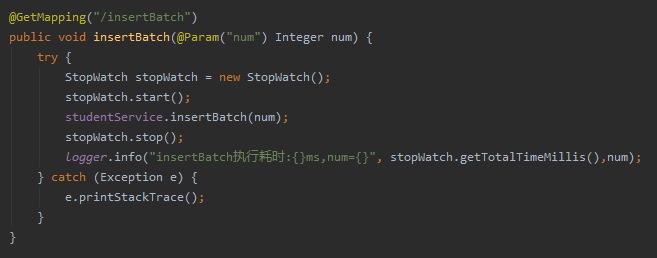 @GetMapping("/insertBatch")
public void insertBatch(@Param("num") Integer num) {
try {
StopWatch stopWatch = new StopWatch();
stopWatch.start();
studentService.insertBatch(num);
stopWatch.stop();
logger.info("insertBatch执行耗时:{}ms,num={}", stopWatch.getTotalTimeMillis(),num);
} catch (Exception e) {
e.printStackTrace();
}
}